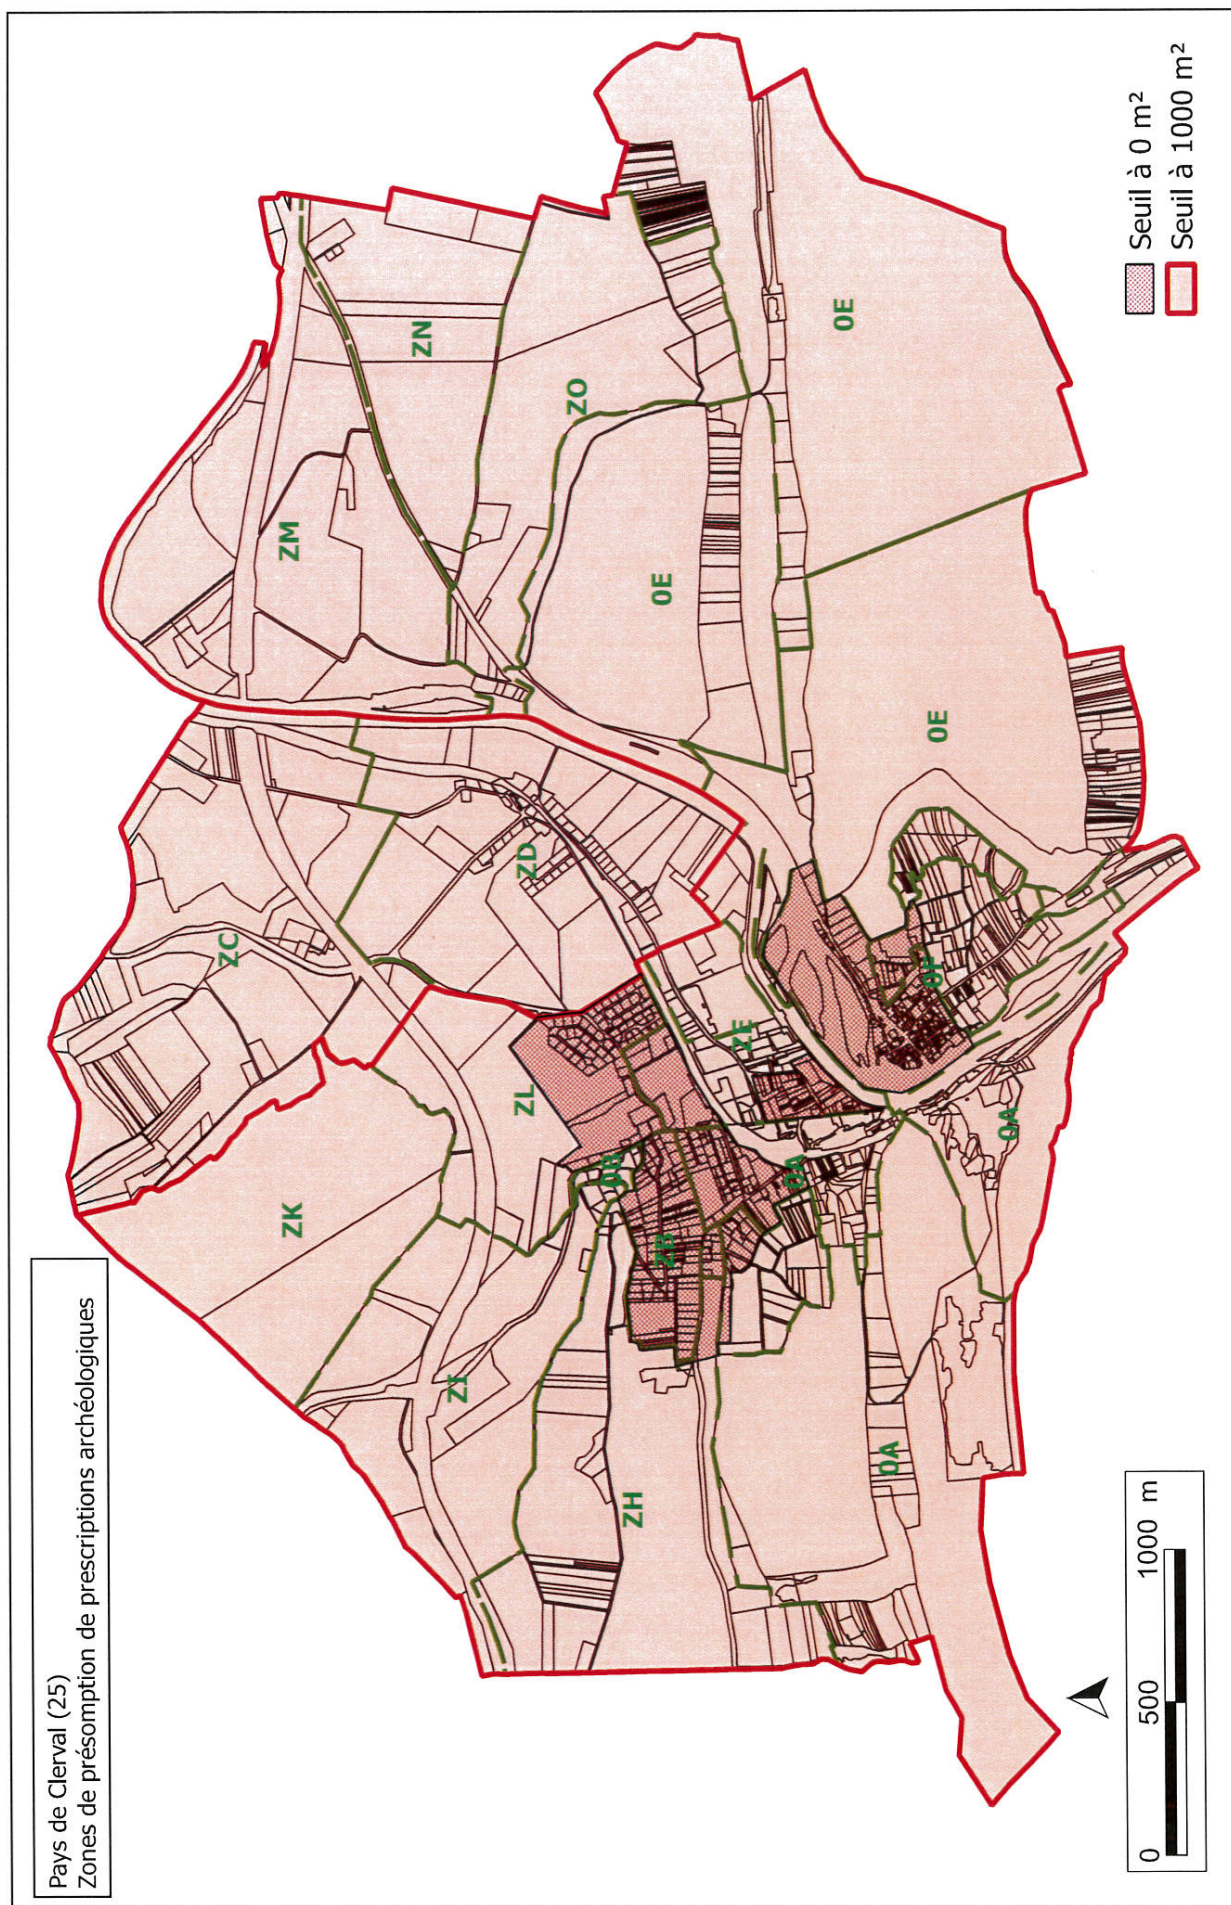 Pays de Clerval (25)
Zones de présomption de prescriptions archéologiques
ZK
ZC
ZM
ZI
ZL
ZN
ZD
ZO
ZH
0B
ZB
ZE
0E
0A
0E
0A
0F
0E
0A
0 500 1000 m
Seuil à 0 m²
Seuil à 1000 m²